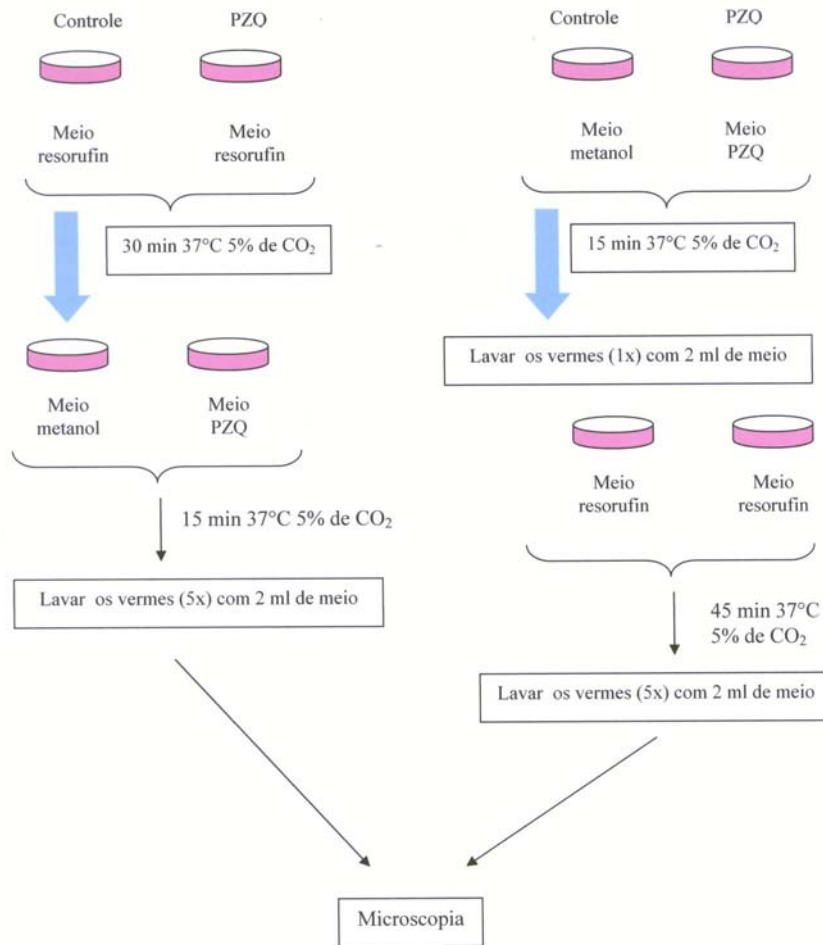 Controle
PZQ
Meio
resorufin
Meio
resorufin
30 min 37°C 5% de CO₂
Meio
metanol
Meio
PZQ
15 min 37°C 5% de CO₂
Lavar os vermes (5x) com 2 ml de meio
Controle
PZQ
Meio
metanol
Meio
PZQ
15 min 37°C 5% de CO₂
Lavar os vermes (1x) com 2 ml de meio
Meio
resorufin
Meio
resorufin
45 min 37°C
5% de CO₂
Lavar os vermes (5x) com 2 ml de meio
Microscopia